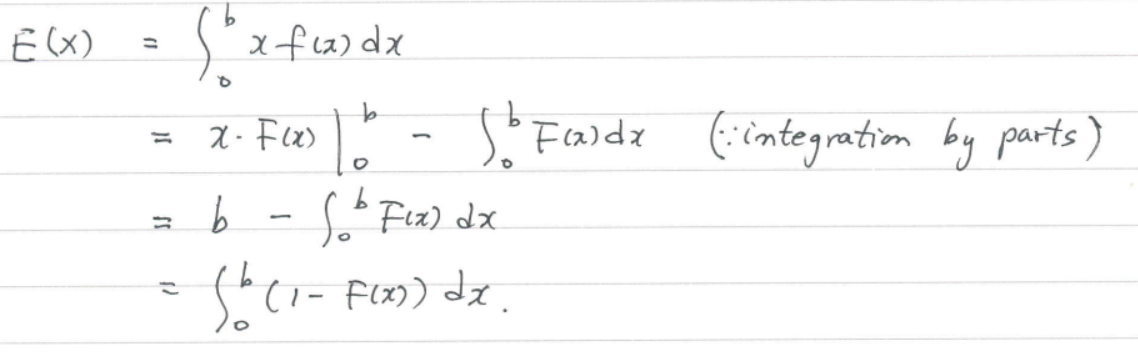 E(X) = ∫₀ᵇ x f(x) dx
= x · F(x) |₀ᵇ - ∫₀ᵇ F(x) dx (∵ integration by parts)
= b - ∫₀ᵇ F(x) dx
= ∫₀ᵇ (1 - F(x)) dx.